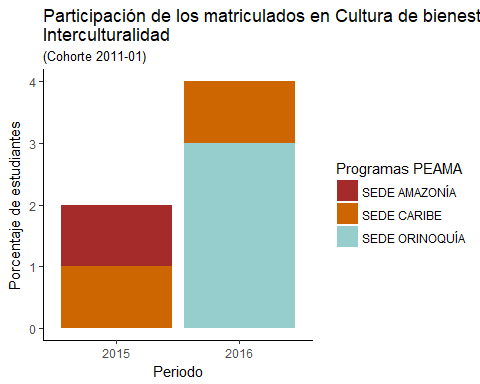 Participación de los matriculados en Cultura de bienest
Interculturalidad
(Cohorte 2011-01)
Porcentaje de estudiantes
4
3
2
1
0
2015
2016
Periodo
Programas PEAMA
SEDE AMAZONÍA
SEDE CARIBE
SEDE ORINOQUÍA